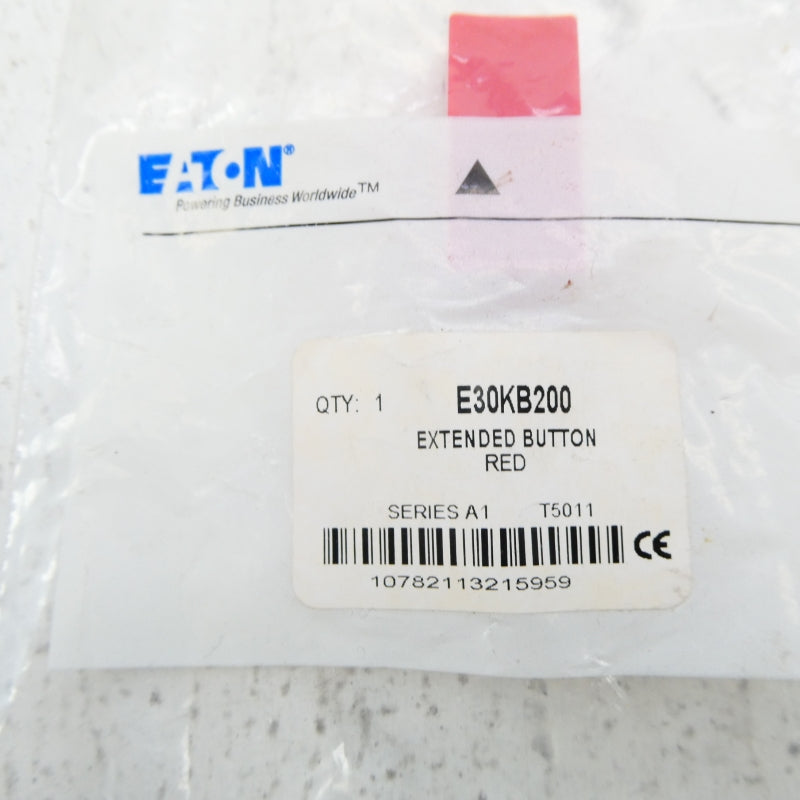 EATON®
Powering Business Worldwide™
QTY: 1 E30KB200
EXTENDED BUTTON
RED
SERIES A1 T5011
CE
10782113215959